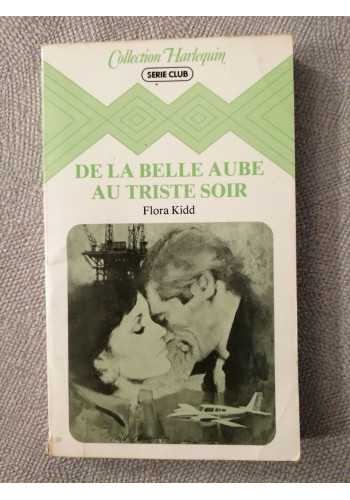 Collection Harlequin
SERIE CLUB
DE LA BELLE AUBE
AU TRISTE SOIR
Flora Kidd